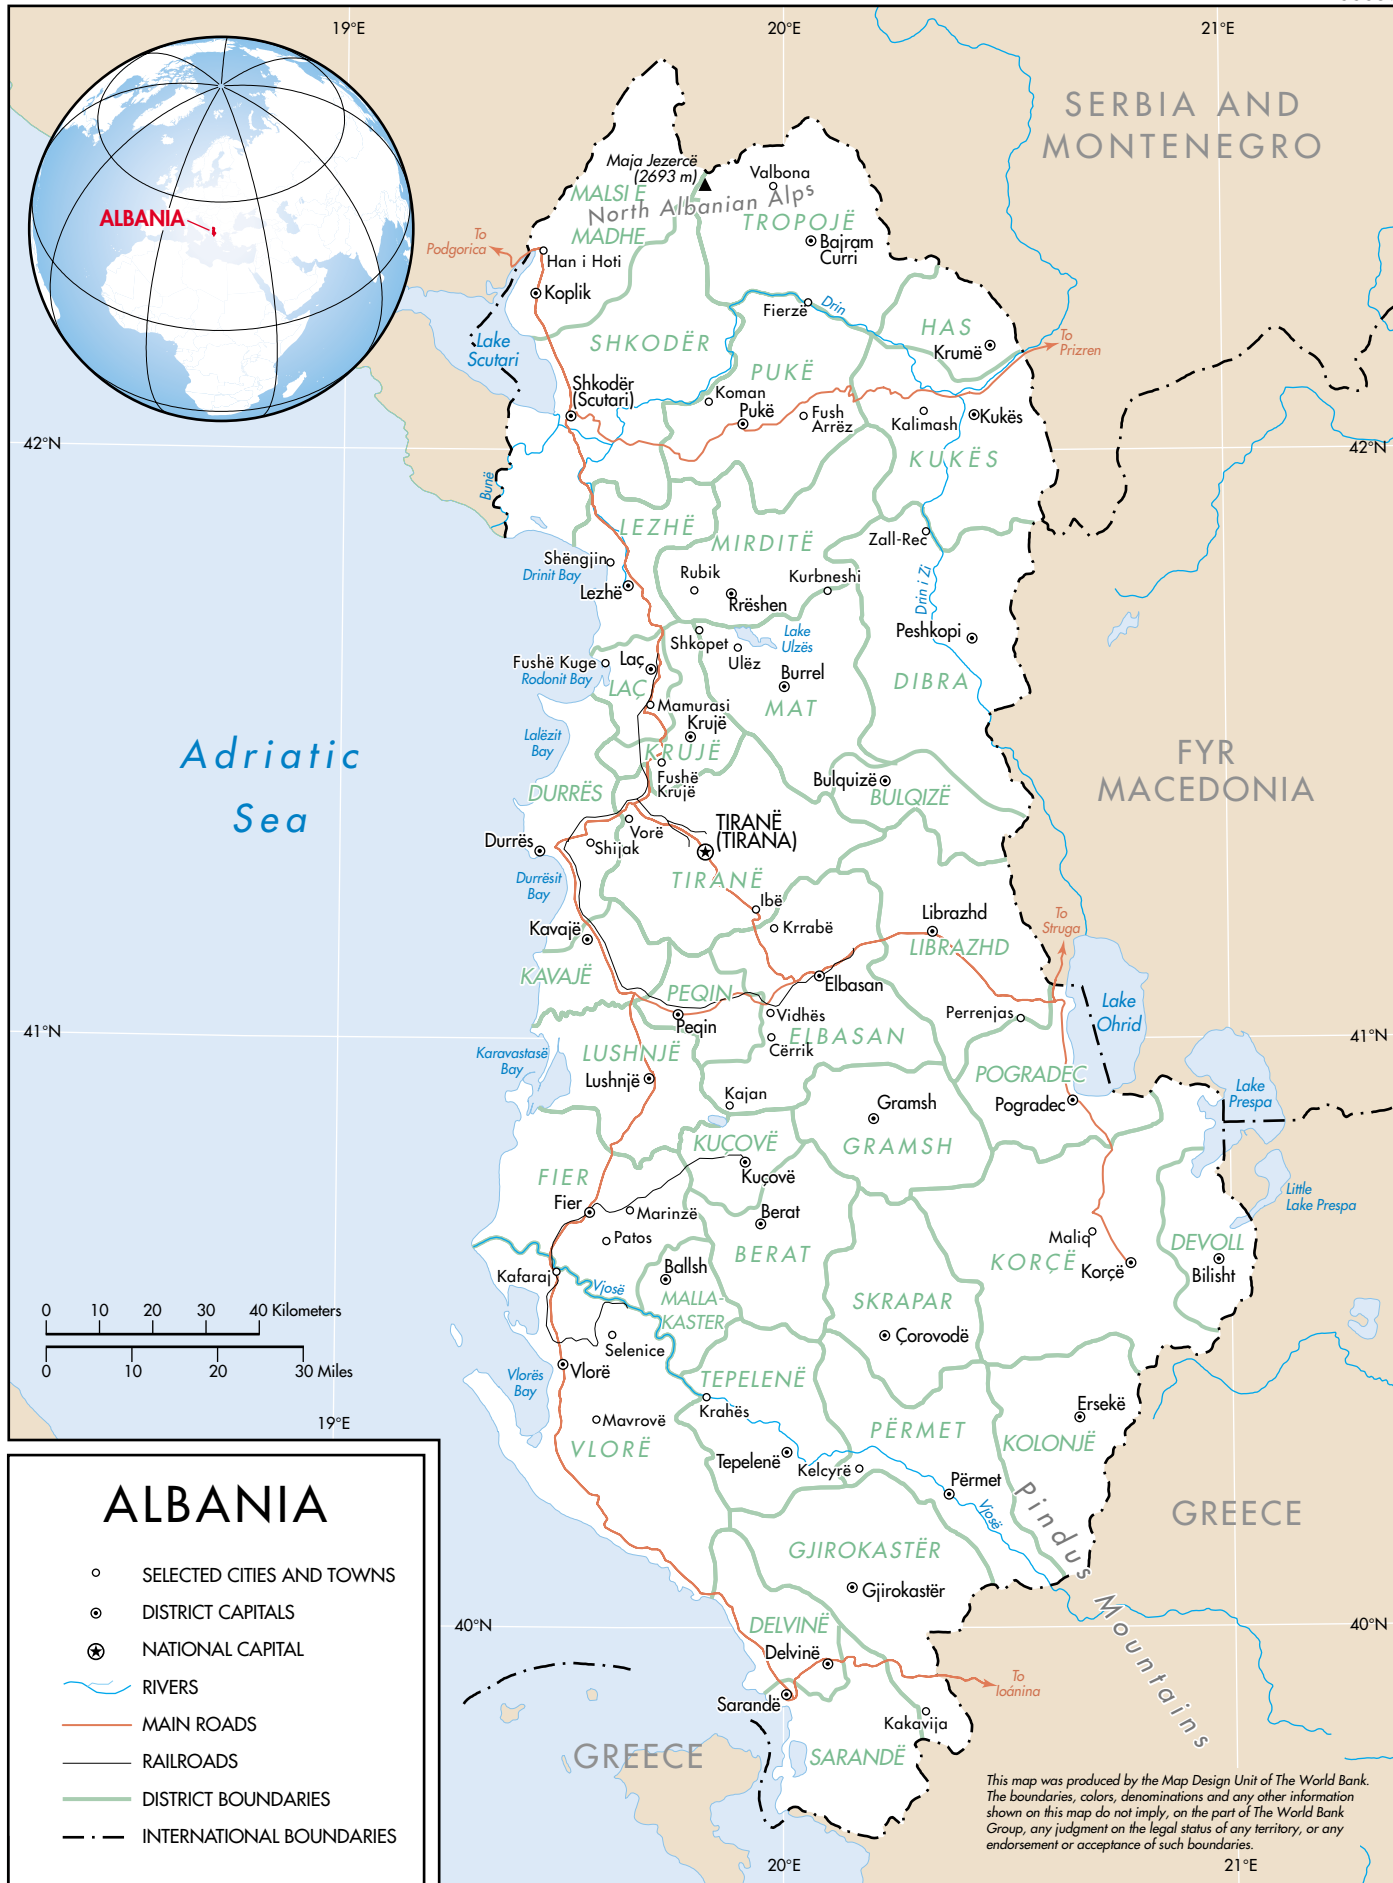 19°E
20°E
21°E
SERBIA AND
MONTENEGRO
ALBANIA
Maja Jezercë
(2693 m)
Valbona
MALSI E
MADHE
North Albanian Alps
TROPOJË
To
Podgorica
Han i Hoti
Bajram
Curri
Koplik
Fierzë
Drin
HAS
Krumë
To
Prizren
Lake
Scutari
SHKODËR
PUKË
Shkodër
(Scutari)
Koman
Pukë
Fush
Arrëz
Kalimash
Kukës
42°N
42°N
KUKËS
Bunë
LEZHË
MIRDITË
Zall-Rec
Shëngjin
Drinit Bay
Lezhë
Rubik
Rrëshen
Kurbneshi
Drin i Zi
Peshkopi
Shkopet
Ulëz
Lake
Ulzës
Fushë Kuge
Rodonit Bay
Laç
LAÇ
Burrel
DIBRA
MAT
Mamurasi
Krujë
Lalëzit
Bay
KRUJË
Fushë
Krujë
Adriatic
Sea
FYR
MACEDONIA
DURRËS
Bulquizë
BULQIZË
Vorë
TIRANË
(TIRANA)
Durrës
Shijak
Durrësit
Bay
TIRANË
Ibë
Krrabë
Librazhd
LIBRAZHD
To
Struga
Kavajë
KAVAJË
PEQIN
Elbasan
Lake
Ohrid
Peqin
Vidhës
Perrenjas
ELBASAN
Cërrik
41°N
41°N
Karavastasë
Bay
LUSHNJË
Lushnjë
POGRADEC
Pogradec
Lake
Prespa
Kajan
Gramsh
GRAMSH
KUÇOVË
Kuçovë
FIER
Fier
Marinzë
Patos
Berat
BERAT
Little
Lake Prespa
Maliq
KORÇË
Korçë
DEVOLL
Bilisht
Kafaraj
Vjosë
Ballsh
MALLA-
KASTER
SKRAPAR
Çorovodë
0 10 20 30 40 Kilometers
0 10 20 30 Miles
Selenice
Vlorë
Vlorës
Bay
TEPELENË
Krahës
19°E
Mavrovë
VLORË
PËRMET
Ersekë
KOLONJË
Tepelenë
Kelcyrë
Përmet
Vjosë
Pindus Mountains
GREECE
GJIROKASTËR
Gjirokastër
40°N
40°N
DELVINË
Delvinë
Sarandë
To
Ioánina
Kakavija
SARANDË
GREECE
ALBANIA
SELECTED CITIES AND TOWNS
DISTRICT CAPITALS
NATIONAL CAPITAL
RIVERS
MAIN ROADS
RAILROADS
DISTRICT BOUNDARIES
INTERNATIONAL BOUNDARIES
This map was produced by the Map Design Unit of The World Bank.
The boundaries, colors, denominations and any other information
shown on this map do not imply, on the part of The World Bank
Group, any judgment on the legal status of any territory, or any
endorsement or acceptance of such boundaries.
20°E
21°E